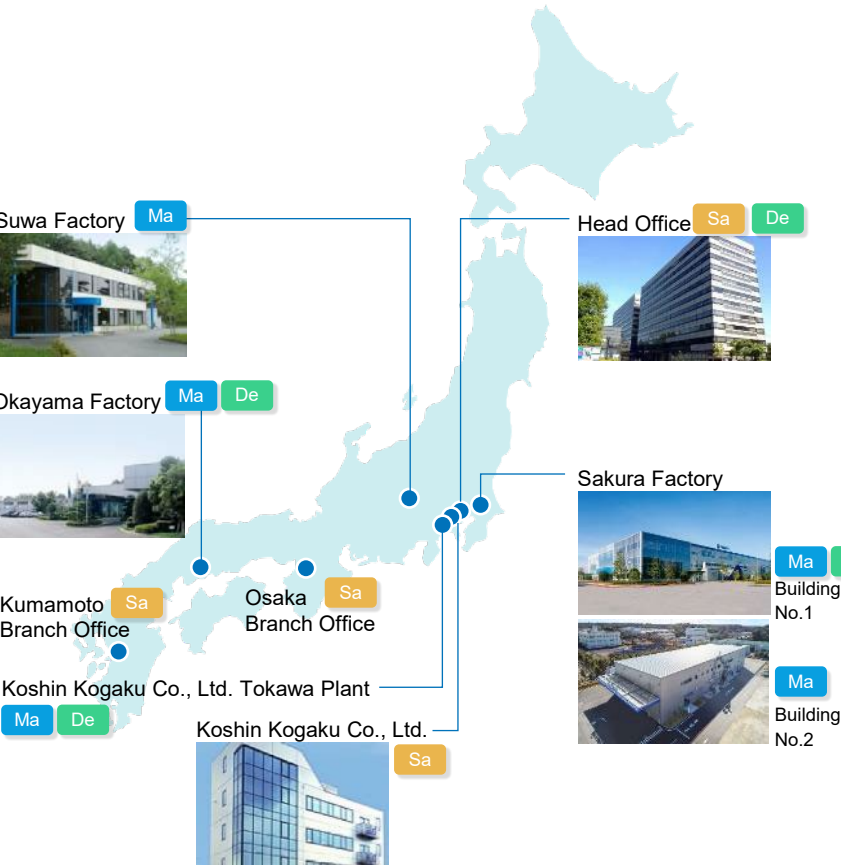 Suwa Factory Ma
Head Office Sa De
Okayama Factory Ma De
Sakura Factory
Ma
Building
No.1
Kumamoto Sa
Branch Office
Osaka Sa
Branch Office
Ma
Building
No.2
Koshin Kogaku Co., Ltd. Tokawa Plant
Ma De
Koshin Kogaku Co., Ltd.
Sa